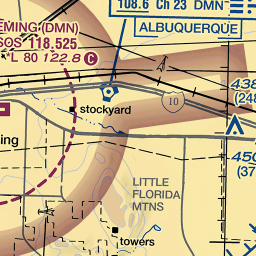 108.6 Ch 23 DMN
ALBUQUERQUE
EMING (DMN)
SOS 118.525
*L 80 122.8 C
438
(248
10
stockyard
ing
450
(37
LITTLE
FLORIDA
MTNS
towers